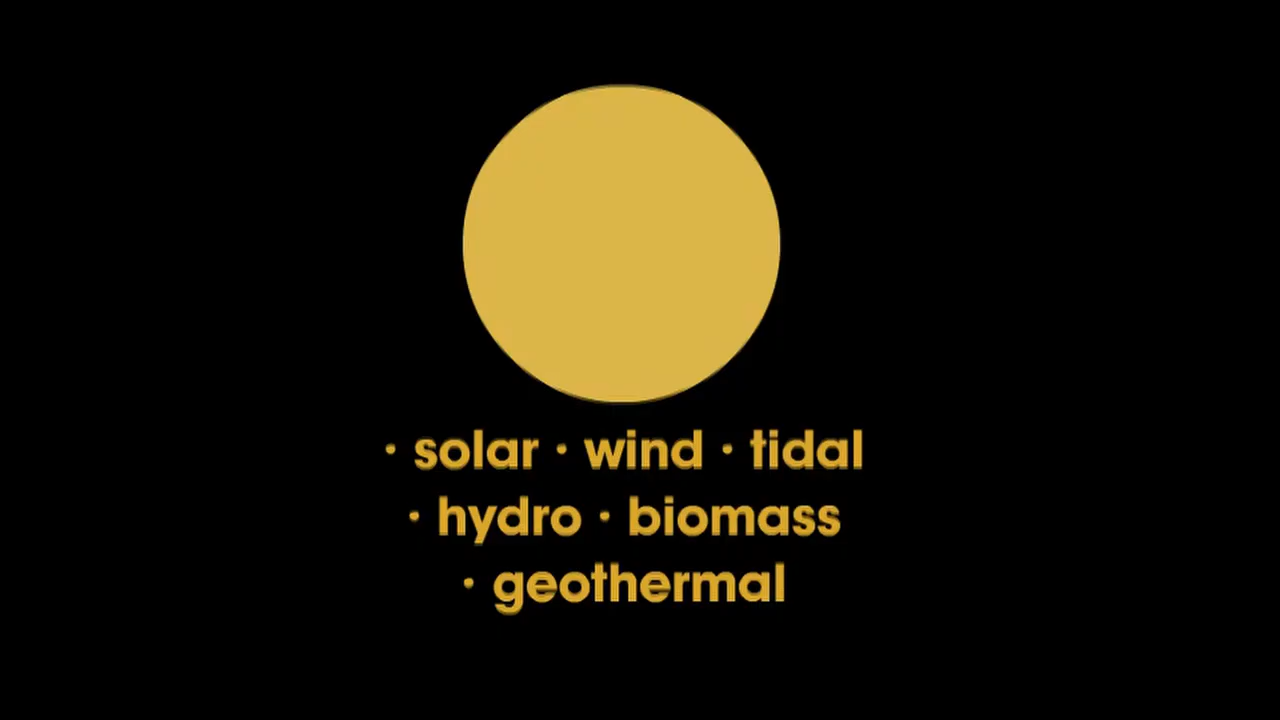 · solar · wind · tidal
· hydro · biomass
· geothermal